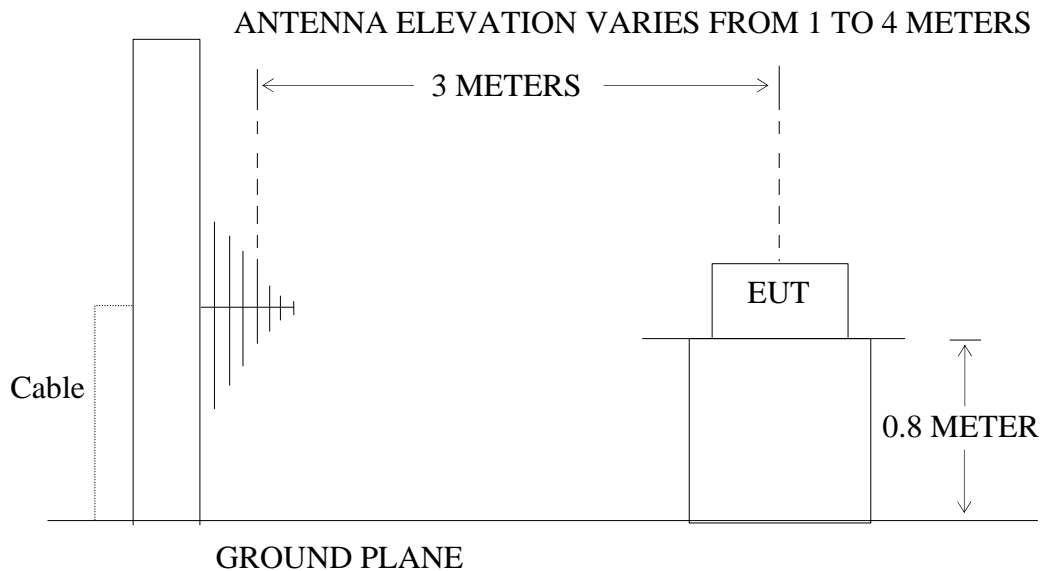 ANTENNA ELEVATION VARIES FROM 1 TO 4 METERS
3 METERS
EUT
Cable
0.8 METER
GROUND PLANE